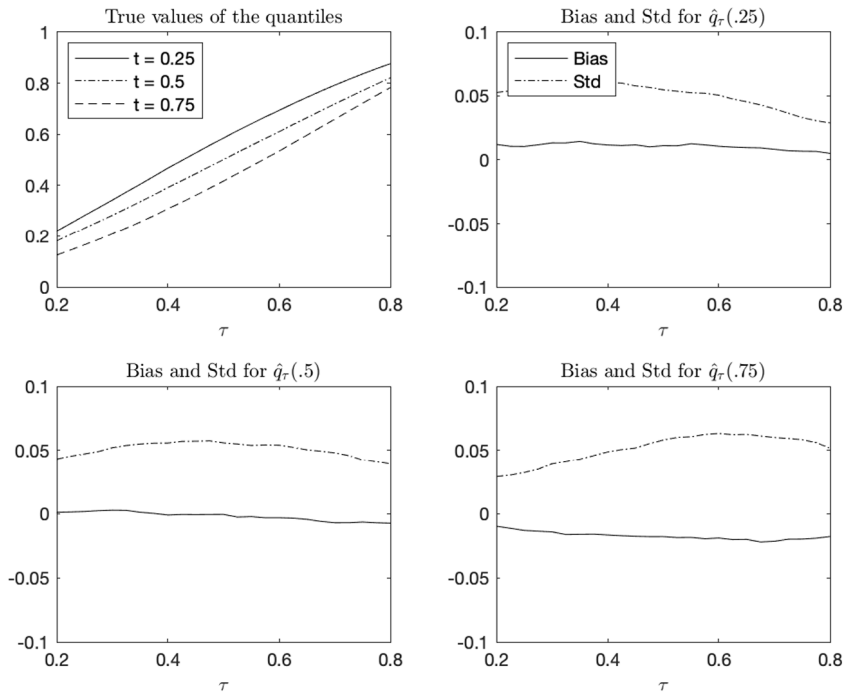 True values of the quantiles
1
0.8
0.6
0.4
0.2
0
t = 0.25
t = 0.5
t = 0.75
0.2 0.4 0.6 0.8
τ
Bias and Std for q̂τ(.25)
0.1
0.05
0
-0.05
-0.1
Bias
Std
0.2 0.4 0.6 0.8
τ
Bias and Std for q̂τ(.5)
0.1
0.05
0
-0.05
-0.1
0.2 0.4 0.6 0.8
τ
Bias and Std for q̂τ(.75)
0.1
0.05
0
-0.05
-0.1
0.2 0.4 0.6 0.8
τ